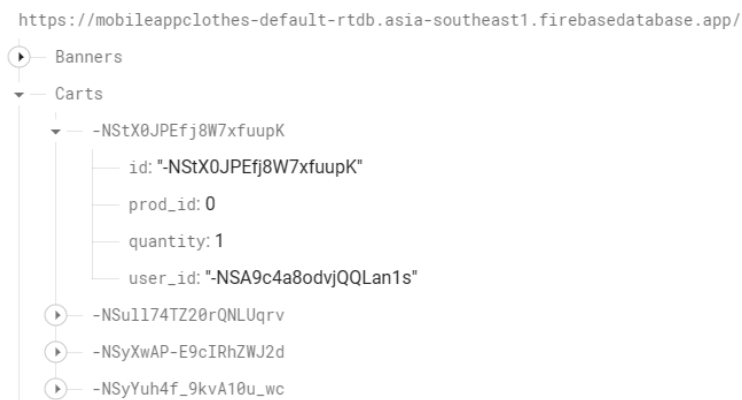 https://mobileappclothes-default-rtdb.asia-southeast1.firebasedatabase.app/
Banners
Carts
-NStX0JPEfj8W7xfuupK
id: "-NStX0JPEfj8W7xfuupK"
prod_id: 0
quantity: 1
user_id: "-NSA9c4a8odvjQQLan1s"
-NSull74TZ20rQNLUqrv
-NSyXwAP-E9cIRhZWJ2d
-NSyYuh4f_9kvA10u_wc